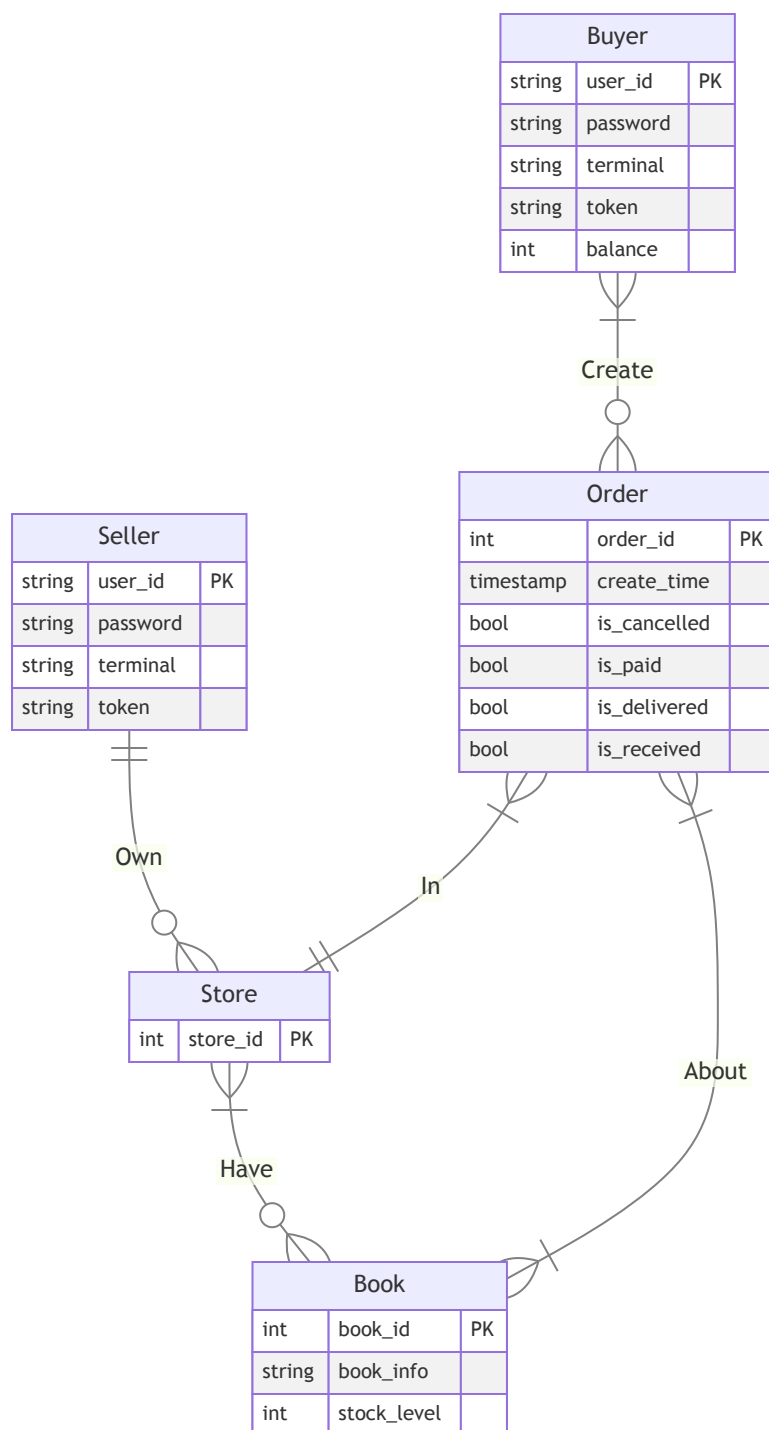 Buyer
string user_id PK
string password
string terminal
string token
int balance
Create
Order
int order_id PK
timestamp create_time
bool is_cancelled
bool is_paid
bool is_delivered
bool is_received
Seller
string user_id PK
string password
string terminal
string token
Own
In
Store
int store_id PK
About
Have
Book
int book_id PK
string book_info
int stock_level